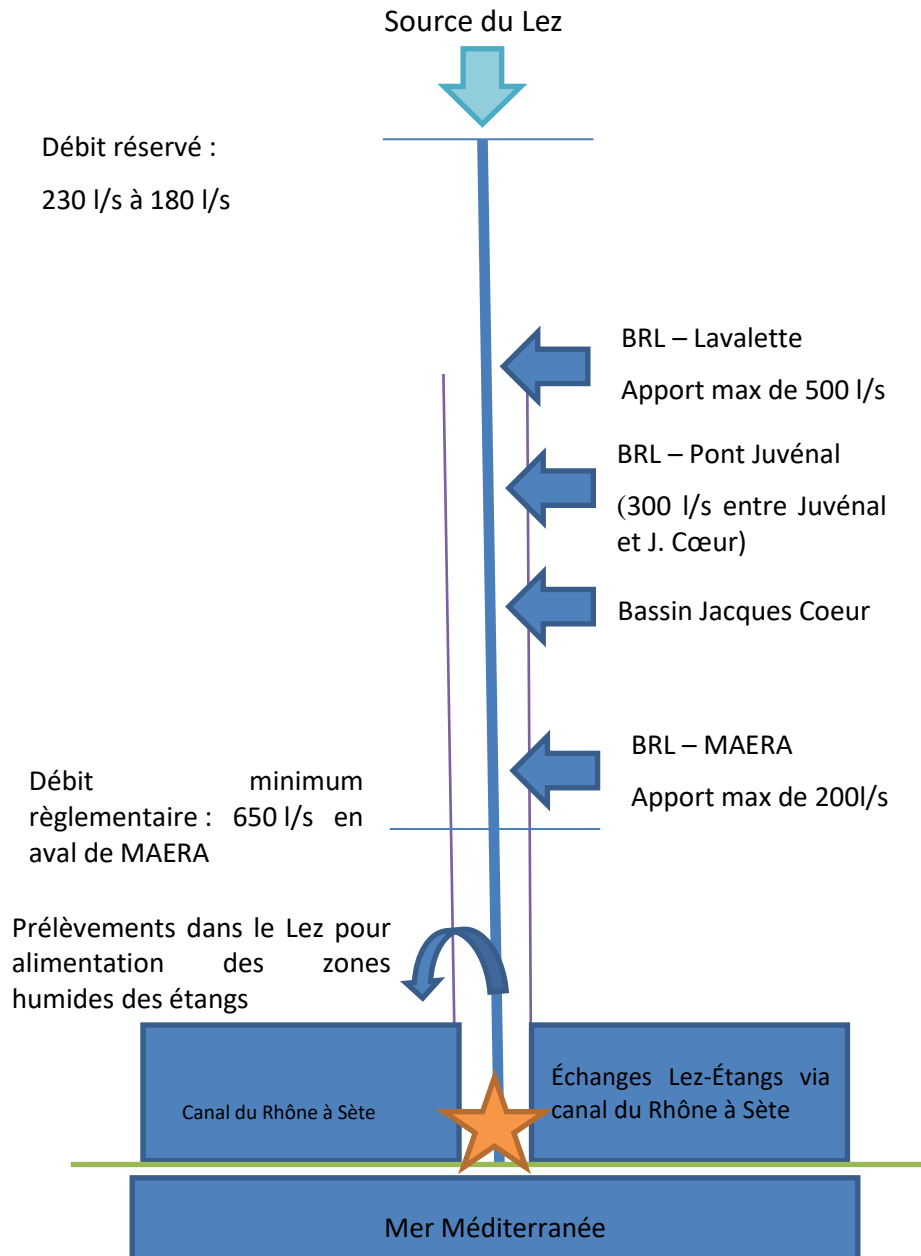 Source du Lez
Débit réservé :
230 l/s à 180 l/s
BRL – Lavalette
Apport max de 500 l/s
BRL – Pont Juvénal
(300 l/s entre Juvénal
et J. Cœur)
Bassin Jacques Coeur
BRL – MAERA
Apport max de 200l/s
Débit minimum
règlementaire : 650 l/s en
aval de MAERA
Prélèvements dans le Lez pour
alimentation des zones
humides des étangs
Canal du Rhône à Sète
Échanges Lez-Étangs via
canal du Rhône à Sète
Mer Méditerranée